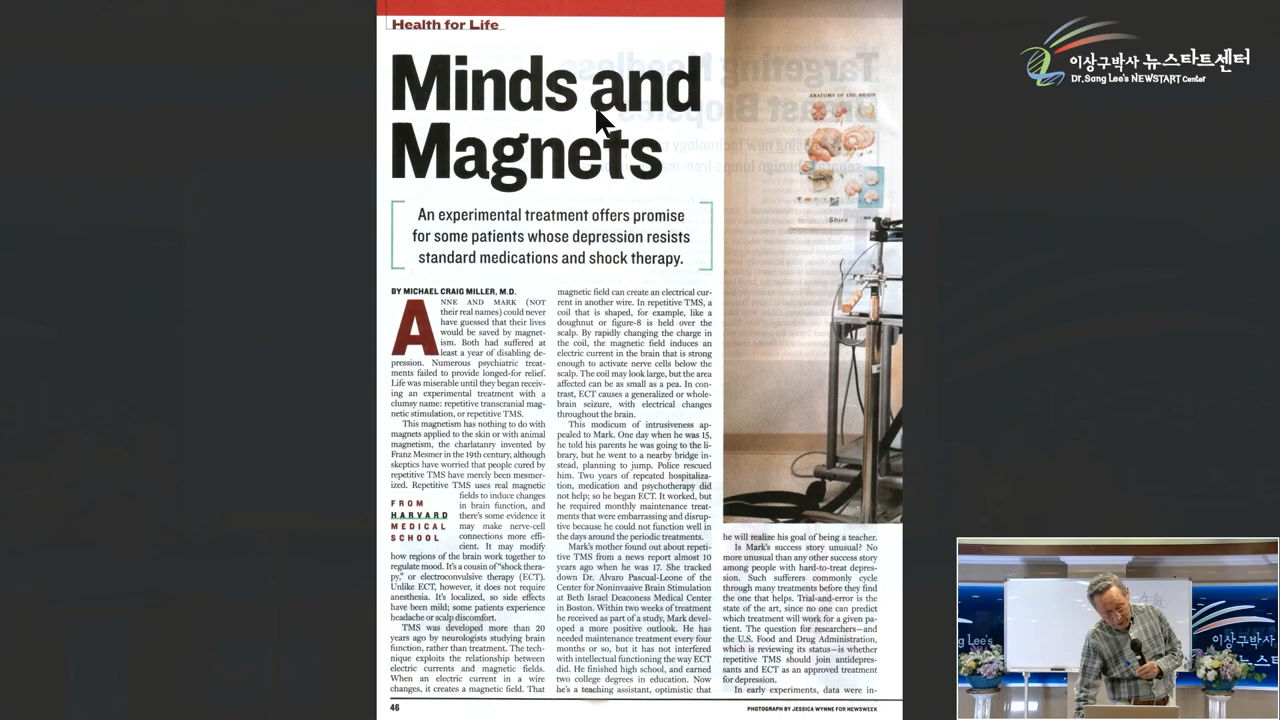 Health for Life
Minds and
Magnets
An experimental treatment offers promise
for some patients whose depression resists
standard medications and shock therapy.
BY MICHAEL CRAIG MILLER, M.D.
ANNE AND MARK (NOT
their real names) could never
have guessed that their lives
would be saved by magnet-
ism. Both had suffered at
least a year of disabling de-
pression. Numerous psychiatric treat-
ments failed to provide longed-for relief.
Life was miserable until they began receiv-
ing an experimental treatment with a
clumsy name: repetitive transcranial mag-
netic stimulation, or repetitive TMS.
This magnetism has nothing to do with
magnets applied to the skin or with animal
magnetism, the charlatanry invented by
Franz Mesmer in the 19th century, although
skeptics have worried that people cured by
repetitive TMS have merely been mesmer-
ized. Repetitive TMS uses real magnetic
fields to induce changes
in brain function, and
there's some evidence it
may make nerve-cell
connections more effi-
cient. It may modify
how regions of the brain work together to
regulate mood. It's a cousin of "shock thera-
py," or electroconvulsive therapy (ECT).
Unlike ECT, however, it does not require
anesthesia. It's localized, so side effects
have been mild; some patients experience
headache or scalp discomfort.
TMS was developed more than 20
years ago by neurologists studying brain
function, rather than treatment. The tech-
nique exploits the relationship between
electric currents and magnetic fields.
When an electric current in a wire
changes, it creates a magnetic field. That
FROM
HARVARD
MEDICAL
SCHOOL
magnetic field can create an electrical cur-
rent in another wire. In repetitive TMS, a
coil that is shaped, for example, like a
doughnut or figure-8 is held over the
scalp. By rapidly changing the charge in
the coil, the magnetic field induces an
electric current in the brain that is strong
enough to activate nerve cells below the
scalp. The coil may look large, but the area
affected can be as small as a pea. In con-
trast, ECT causes a generalized or whole-
brain seizure, with electrical changes
throughout the brain.
This modicum of intrusiveness ap-
pealed to Mark. One day when he was 15,
he told his parents he was going to the li-
brary, but he went to a nearby bridge in-
stead, planning to jump. Police rescued
him. Two years of repeated hospitaliza-
tion, medication and psychotherapy did
not help; so he began ECT. It worked, but
he required monthly maintenance treat-
ments that were embarrassing and disrup-
tive because he could not function well in
the days around the periodic treatments.
Mark's mother found out about repeti-
tive TMS from a news report almost 10
years ago when he was 17. She tracked
down Dr. Alvaro Pascual-Leone of the
Center for Noninvasive Brain Stimulation
at Beth Israel Deaconess Medical Center
in Boston. Within two weeks of treatment
he received as part of a study, Mark devel-
oped a more positive outlook. He has
needed maintenance treatment every four
months or so, but it has not interfered
with intellectual functioning the way ECT
did. He finished high school, and earned
two college degrees in education. Now
he's a teaching assistant, optimistic that
he will realize his goal of being a teacher.
Is Mark's success story unusual? No
more unusual than any other success story
among people with hard-to-treat depres-
sion. Such sufferers commonly cycle
through many treatments before they find
the one that helps. Trial-and-error is the
state of the art, since no one can predict
which treatment will work for a given pa-
tient. The question for researchers—and
the U.S. Food and Drug Administration,
which is reviewing its status—is whether
repetitive TMS should join antidepres-
sants and ECT as an approved treatment
for depression.
In early experiments, data were in-
46
PHOTOGRAPH BY JESSICA WYNNE FOR NEWSWEEK
ANATOMY OF THE BRAIN
Shire
이상구박사 뉴스타트센터
Dr. Sang Lee's NEWSTART Center
ng Lee's
이상구박사